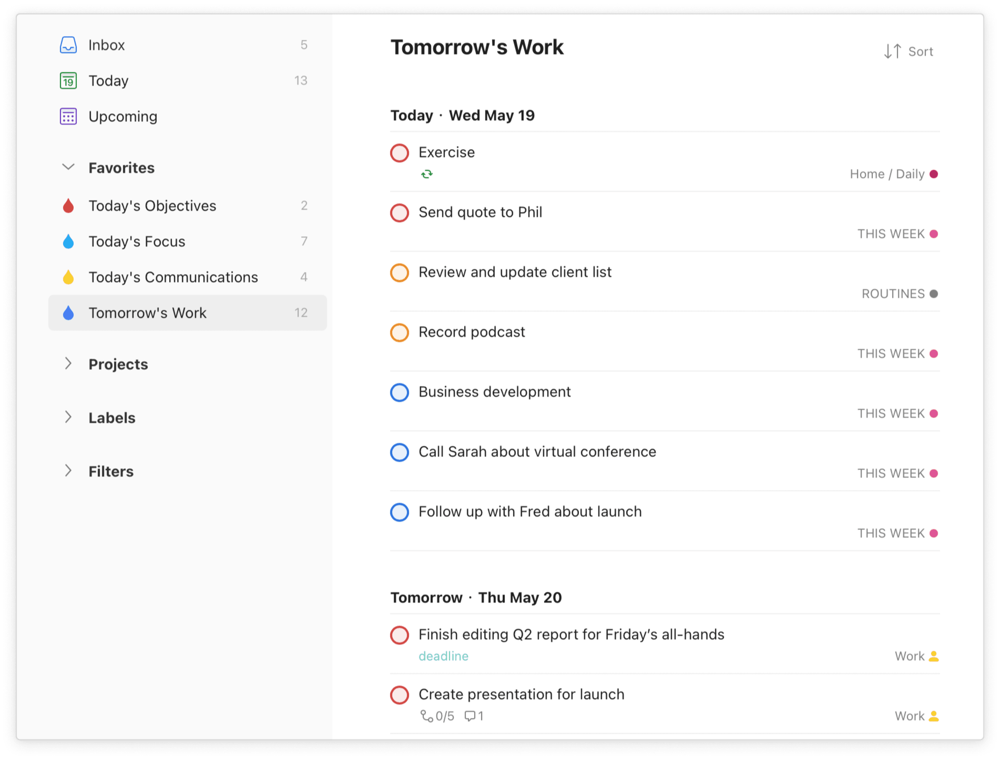 Inbox 5
19 Today 13
Upcoming
Favorites
Today's Objectives 2
Today's Focus 7
Today's Communications 4
Tomorrow's Work 12
Projects
Labels
Filters
Tomorrow's Work
Sort
Today · Wed May 19
Exercise
Home / Daily
Send quote to Phil
THIS WEEK
Review and update client list
ROUTINES
Record podcast
THIS WEEK
Business development
THIS WEEK
Call Sarah about virtual conference
THIS WEEK
Follow up with Fred about launch
THIS WEEK
Tomorrow · Thu May 20
Finish editing Q2 report for Friday’s all-hands
deadline Work
Create presentation for launch
0/5 1 Work